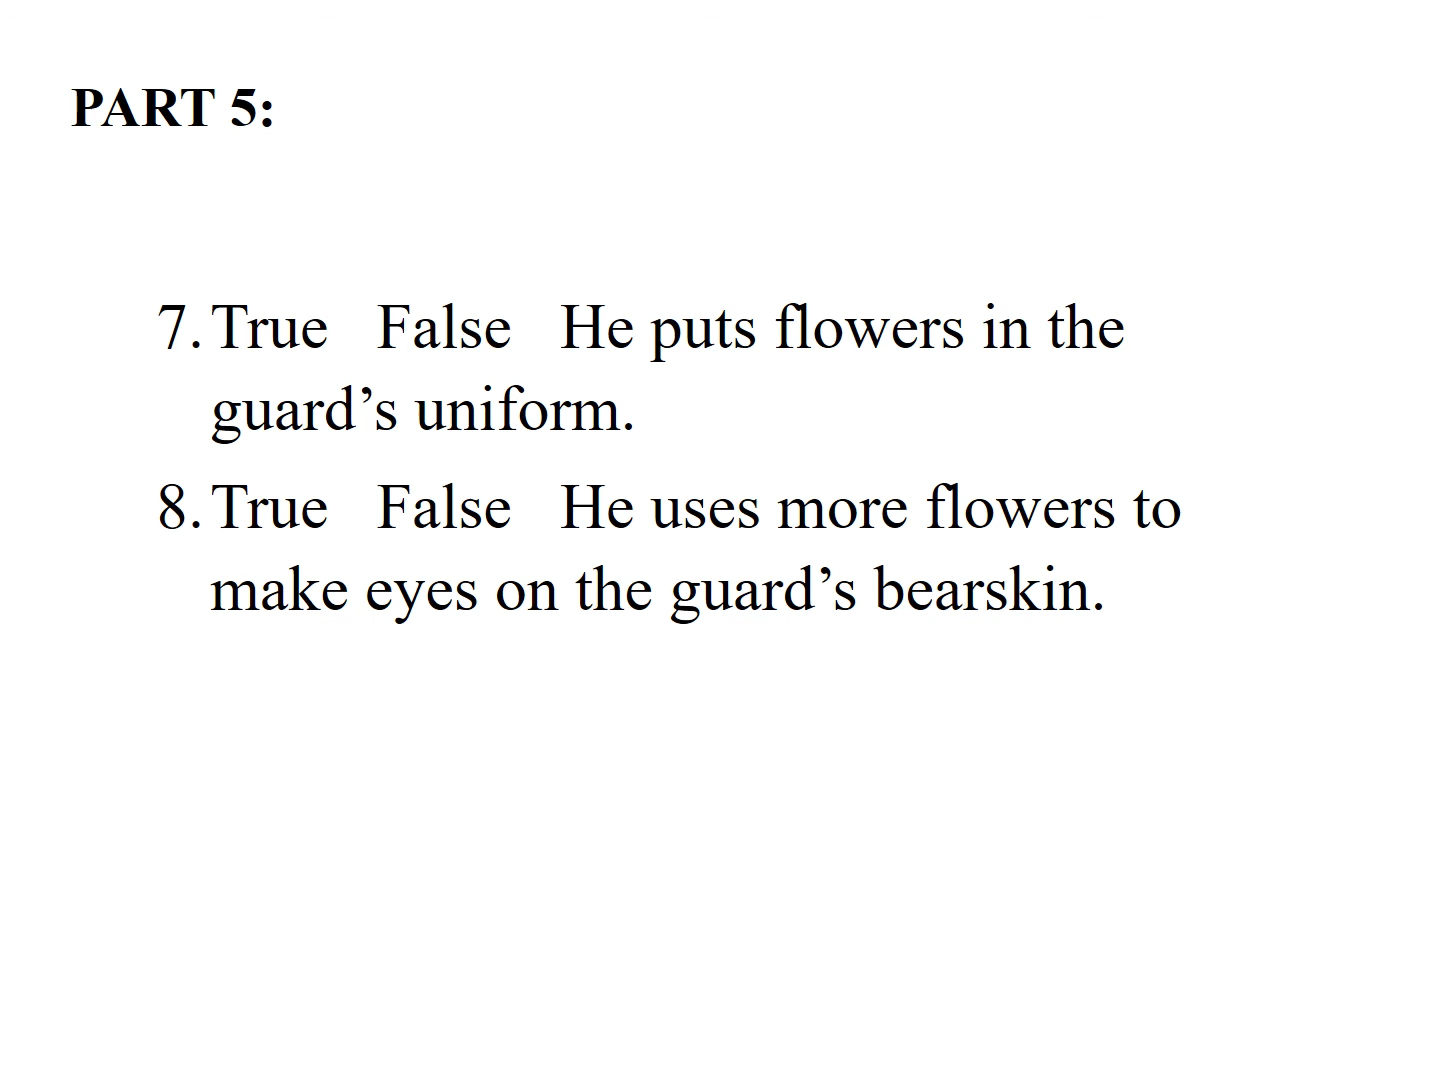 PART 5:
7. True False He puts flowers in the
guard’s uniform.
8. True False He uses more flowers to
make eyes on the guard’s bearskin.